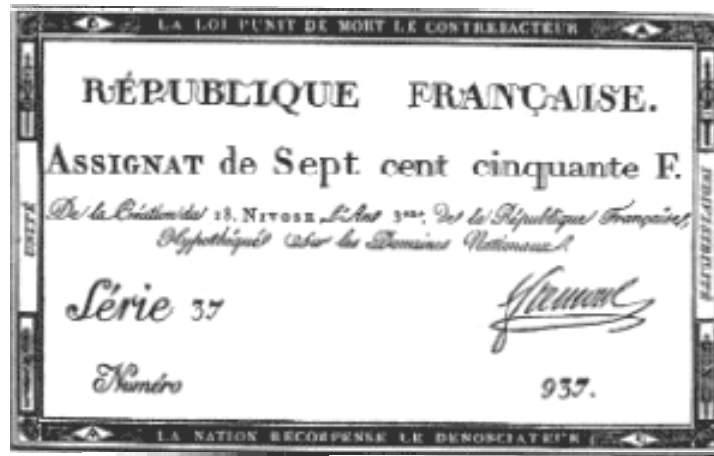 LA LOI PUNIT DE MORT LE CONTREFACTEUR
RÉPUBLIQUE FRANÇAISE.
ASSIGNAT de Sept cent cinquante F.
De la Création du 18. NIVOSE L'An 3me. De la République Française,
Hypothéqué sur les Domaines Nationaux.
UNITÉ
Série 37
Numéro 937.
LA NATION RECOMPENSE LE DENONCIATEUR